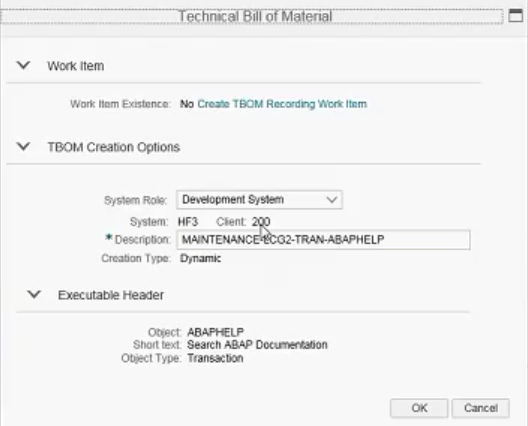 Technical Bill of Material
Work Item
Work Item Existence: No Create TBOM Recording Work Item
TBOM Creation Options
System Role: Development System
System: HF3 Client: 200
* Description: MAINTENANCE-ECG2-TRAN-ABAPHELP
Creation Type: Dynamic
Executable Header
Object: ABAPHELP
Short text: Search ABAP Documentation
Object Type: Transaction
OK Cancel